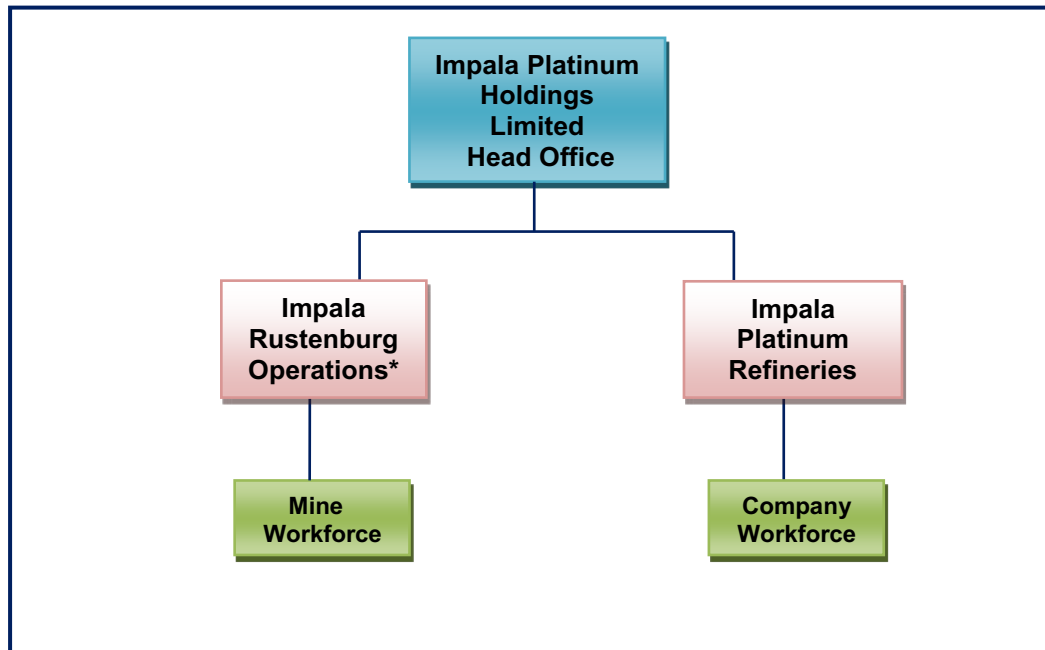 Impala Platinum
Holdings
Limited
Head Office
Impala
Rustenburg
Operations*
Impala
Platinum
Refineries
Mine
Workforce
Company
Workforce